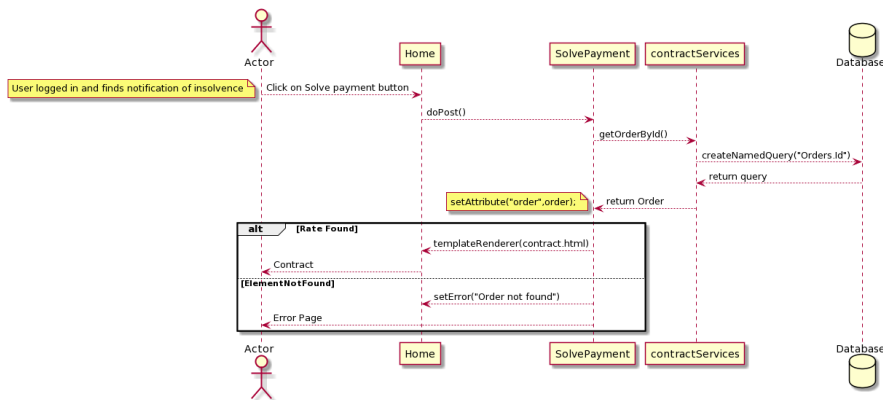 Actor
Home
SolvePayment
contractServices
Database
User logged in and finds notification of insolvence
Click on Solve payment button
doPost()
getOrderById()
createNamedQuery("Orders.Id")
return query
setAttribute("order",order);
return Order
alt
[Rate Found]
templateRenderer(contract.html)
Contract
[ElementNotFound]
setError("Order not found")
Error Page
Actor
Home
SolvePayment
contractServices
Database